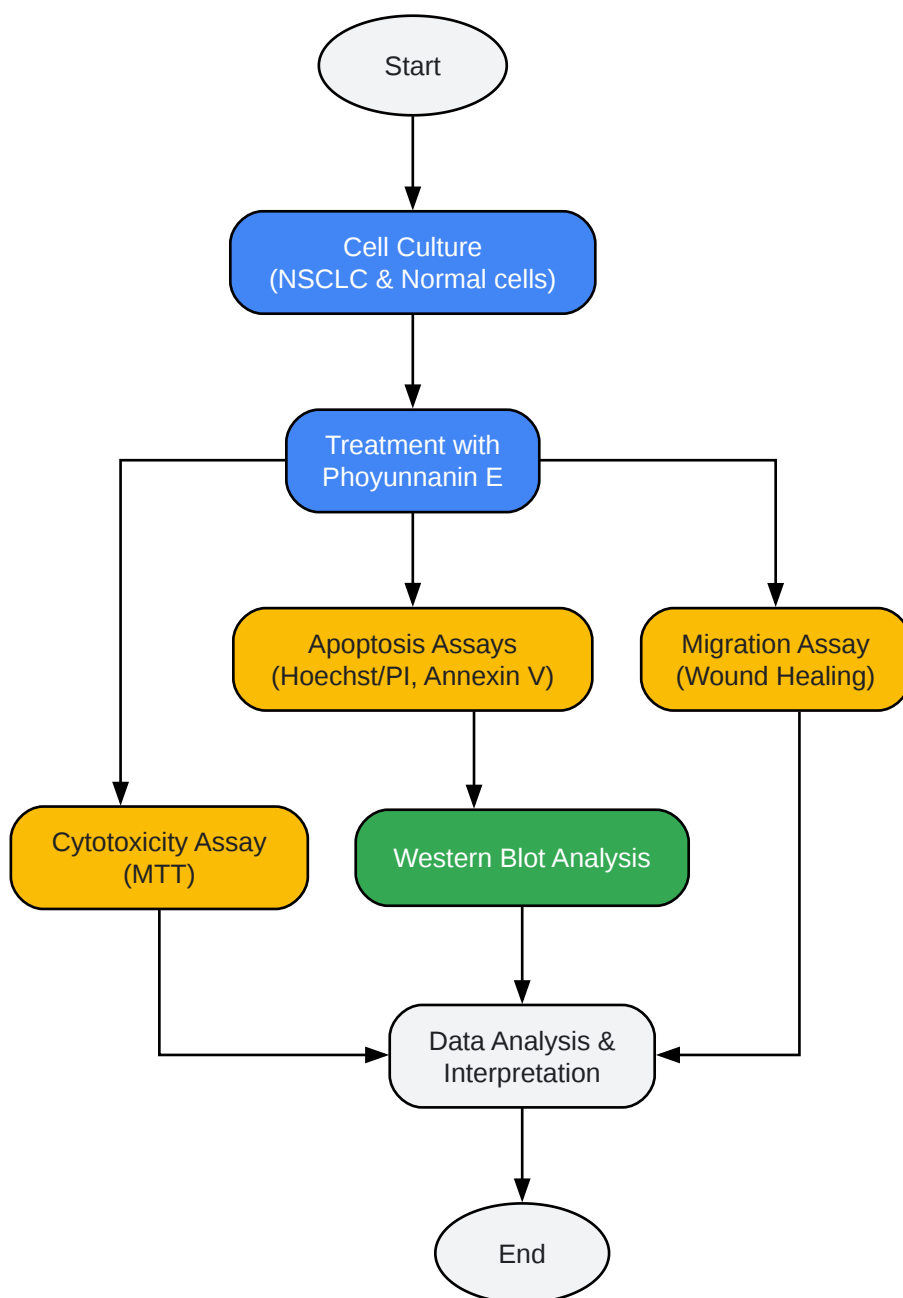 Start
Cell Culture
(NSCLC & Normal cells)
Treatment with
Phoyunnanin E
Apoptosis Assays
(Hoechst/PI, Annexin V)
Migration Assay
(Wound Healing)
Cytotoxicity Assay
(MTT)
Western Blot Analysis
Data Analysis &
Interpretation
End